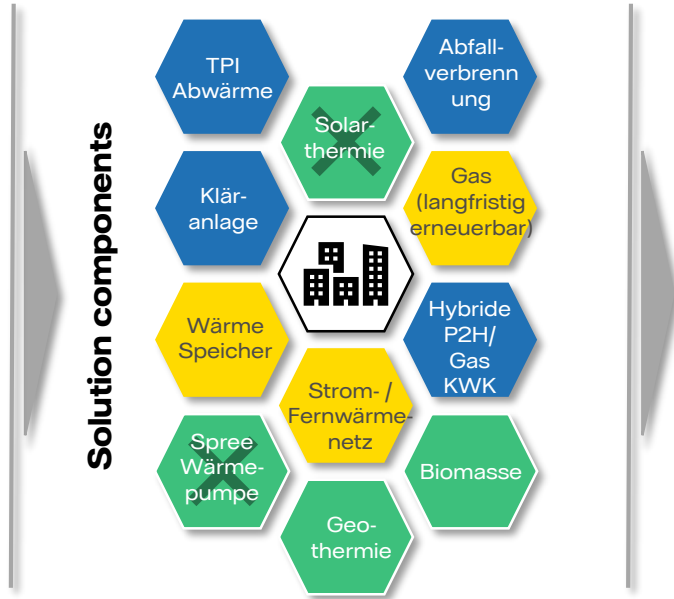 Solution components
TPI
Abwärme
Abfall-
verbrenn
ung
Solar-
thermie
Klär-
anlage
Gas
(langfristig
erneuerbar)
Wärme
Speicher
Hybride
P2H/
Gas
KWK
Strom- /
Fernwärme-
netz
Spree
Wärme-
pumpe
Biomasse
Geo-
thermie